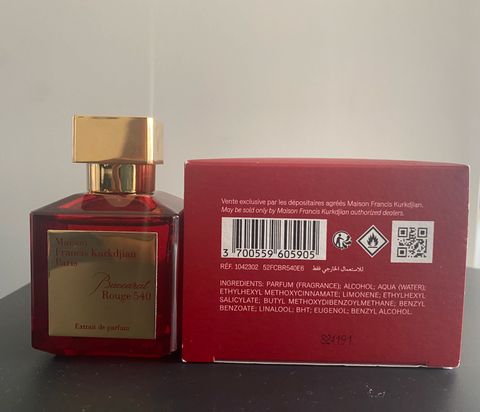 Maison
Francis Kurkdjian
Paris
Baccarat
Rouge 540
Extrait de parfum
Vente exclusive par les dépositaires agréés Maison Francis Kurkdjian.
May be sold only by Maison Francis Kurkdjian authorized dealers.
3 700559 605905
RÉF. 1042302 52FCBR540E6
للاستعمال الخارجي فقط
INGREDIENTS: PARFUM (FRAGRANCE); ALCOHOL; AQUA (WATER);
ETHYLHEXYL METHOXYCINNAMATE; LIMONENE; ETHYLHEXYL
SALICYLATE; BUTYL METHOXYDIBENZOYLMETHANE; BENZYL
BENZOATE; LINALOOL; BHT; EUGENOL; BENZYL ALCOHOL.